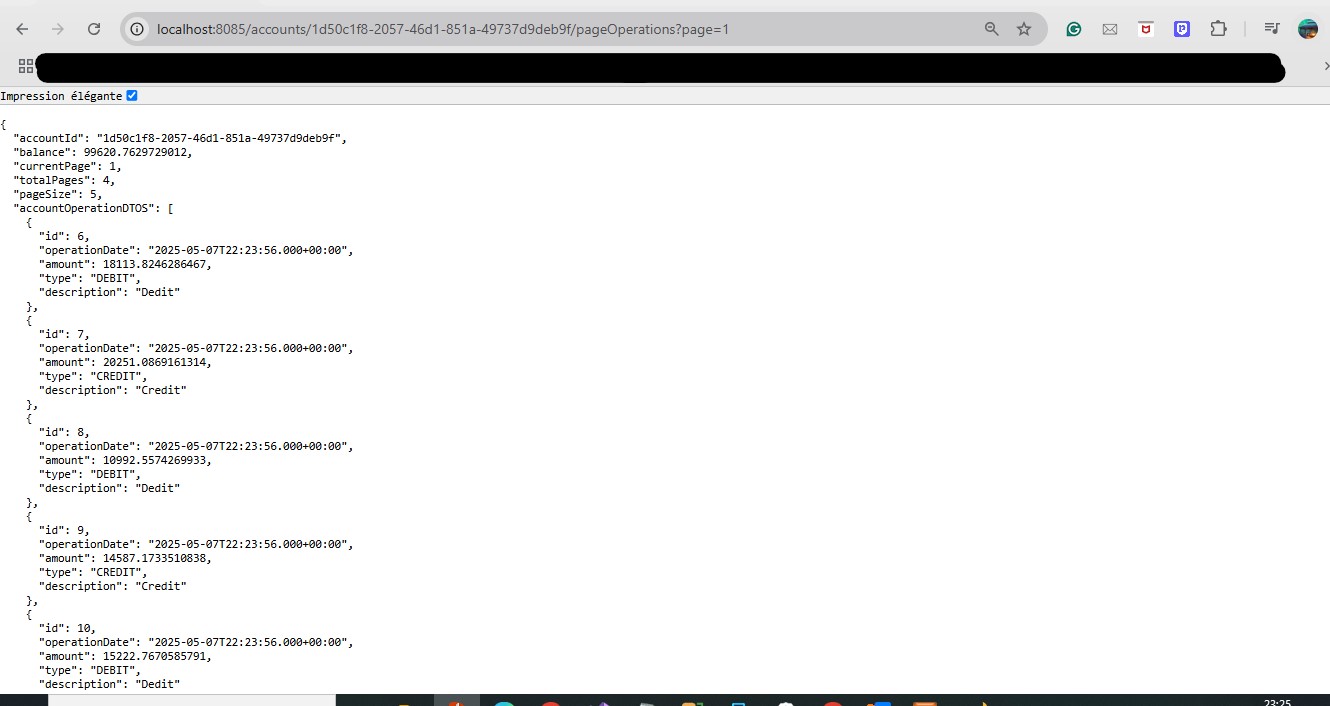 localhost:8085/accounts/1d50c1f8-2057-46d1-851a-49737d9deb9f/pageOperations?page=1
Impression élégante
{
  "accountId": "1d50c1f8-2057-46d1-851a-49737d9deb9f",
  "balance": 99620.7629729012,
  "currentPage": 1,
  "totalPages": 4,
  "pageSize": 5,
  "accountOperationDTOS": [
    {
      "id": 6,
      "operationDate": "2025-05-07T22:23:56.000+00:00",
      "amount": 18113.8246286467,
      "type": "DEBIT",
      "description": "Dedit"
    },
    {
      "id": 7,
      "operationDate": "2025-05-07T22:23:56.000+00:00",
      "amount": 20251.0869161314,
      "type": "CREDIT",
      "description": "Credit"
    },
    {
      "id": 8,
      "operationDate": "2025-05-07T22:23:56.000+00:00",
      "amount": 10992.5574269933,
      "type": "DEBIT",
      "description": "Dedit"
    },
    {
      "id": 9,
      "operationDate": "2025-05-07T22:23:56.000+00:00",
      "amount": 14587.1733510838,
      "type": "CREDIT",
      "description": "Credit"
    },
    {
      "id": 10,
      "operationDate": "2025-05-07T22:23:56.000+00:00",
      "amount": 15222.7670585791,
      "type": "DEBIT",
      "description": "Dedit"
23:25